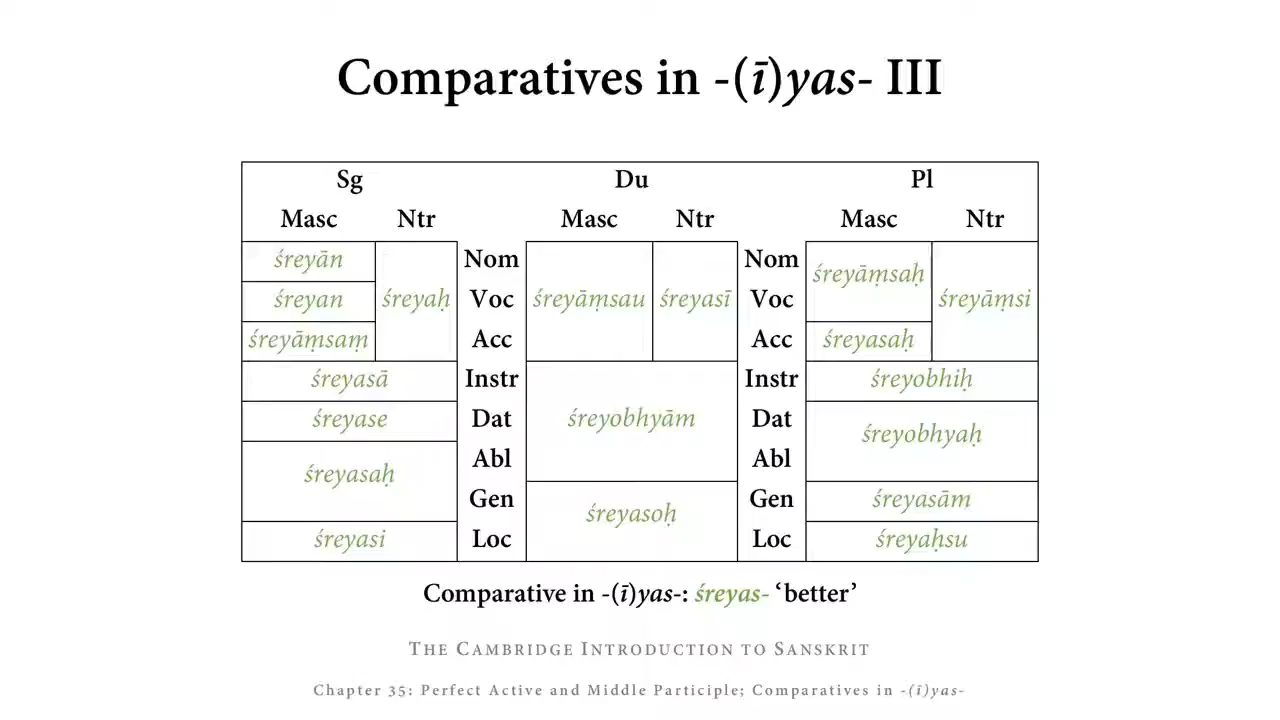 Comparatives in -(ī)yas- III
Sg Du Pl
Masc Ntr Masc Ntr Masc Ntr
śreyān Nom Nom śreyāṃsaḥ
śreyan śreyaḥ Voc śreyāṃsau śreyasī Voc śreyāṃsi
śreyāṃsaṃ Acc Acc śreyasaḥ
śreyasā Instr Instr śreyobhiḥ
śreyase Dat śreyobhyām Dat śreyobhyaḥ
śreyasaḥ Abl Abl
Gen śreyasoḥ Gen śreyasām
śreyasi Loc Loc śreyaḥsu
Comparative in -(ī)yas-: śreyas- ‘better’
THE CAMBRIDGE INTRODUCTION TO SANSKRIT
Chapter 35: Perfect Active and Middle Participle; Comparatives in -(ī)yas-